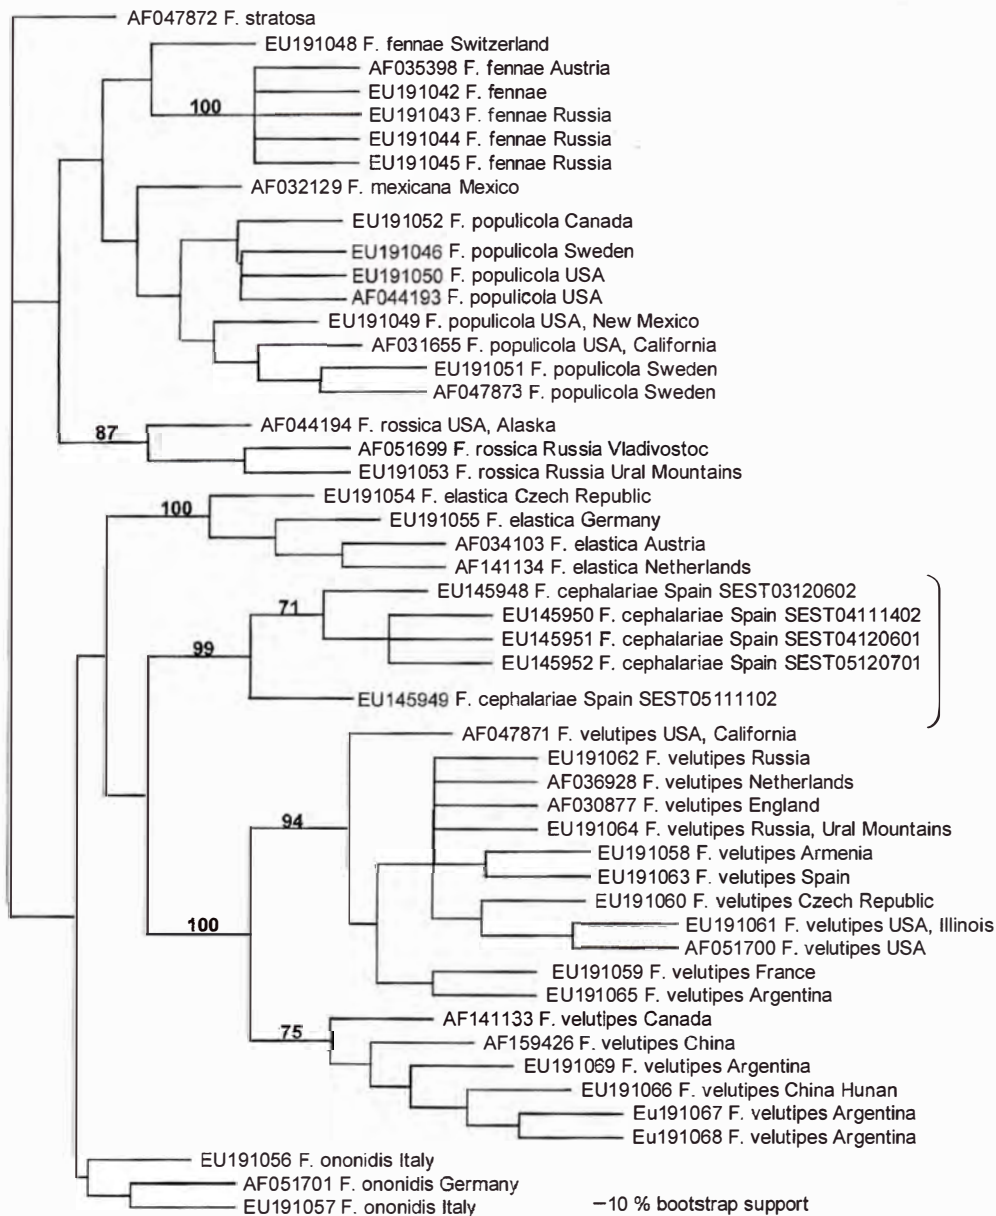 AF047872 F. stratosa
EU191048 F. fennae Switzerland
AF035398 F. fennae Austria
EU191042 F. fennae
100
EU191043 F. fennae Russia
EU191044 F. fennae Russia
EU191045 F. fennae Russia
AF032129 F. mexicana Mexico
EU191052 F. populicola Canada
EU191046 F. populicola Sweden
EU191050 F. populicola USA
AF044193 F. populicola USA
EU191049 F. populicola USA, New Mexico
AF031655 F. populicola USA, California
EU191051 F. populicola Sweden
AF047873 F. populicola Sweden
AF044194 F. rossica USA, Alaska
87
AF051699 F. rossica Russia Vladivostoc
EU191053 F. rossica Russia Ural Mountains
EU191054 F. elastica Czech Republic
100
EU191055 F. elastica Germany
AF034103 F. elastica Austria
AF141134 F. elastica Netherlands
EU145948 F. cephalariae Spain SEST03120602
71
EU145950 F. cephalariae Spain SEST04111402
EU145951 F. cephalariae Spain SEST04120601
99
EU145952 F. cephalariae Spain SEST05120701
EU145949 F. cephalariae Spain SEST05111102
AF047871 F. velutipes USA, California
EU191062 F. velutipes Russia
AF036928 F. velutipes Netherlands
AF030877 F. velutipes England
94
EU191064 F. velutipes Russia, Ural Mountains
EU191058 F. velutipes Armenia
EU191063 F. velutipes Spain
EU191060 F. velutipes Czech Republic
100
EU191061 F. velutipes USA, Illinois
AF051700 F. velutipes USA
EU191059 F. velutipes France
EU191065 F. velutipes Argentina
AF141133 F. velutipes Canada
75
AF159426 F. velutipes China
EU191069 F. velutipes Argentina
EU191066 F. velutipes China Hunan
Eu191067 F. velutipes Argentina
Eu191068 F. velutipes Argentina
EU191056 F. ononidis Italy
AF051701 F. ononidis Germany
EU191057 F. ononidis Italy
—10 % bootstrap support